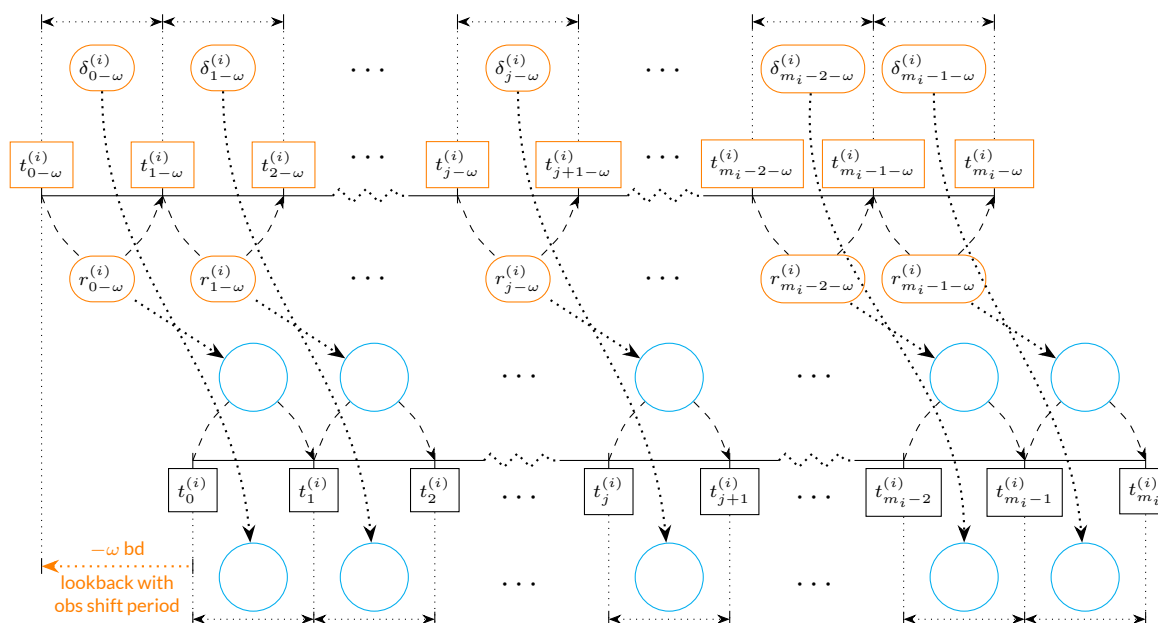 δ_{0−ω}^{(i)} δ_{1−ω}^{(i)} ··· δ_{j−ω}^{(i)} ··· δ_{m_i−2−ω}^{(i)} δ_{m_i−1−ω}^{(i)}
t_{0−ω}^{(i)} t_{1−ω}^{(i)} t_{2−ω}^{(i)} ··· t_{j−ω}^{(i)} t_{j+1−ω}^{(i)} ··· t_{m_i−2−ω}^{(i)} t_{m_i−1−ω}^{(i)} t_{m_i−ω}^{(i)}
r_{0−ω}^{(i)} r_{1−ω}^{(i)} ··· r_{j−ω}^{(i)} ··· r_{m_i−2−ω}^{(i)} r_{m_i−1−ω}^{(i)}
··· ···
t_0^{(i)} t_1^{(i)} t_2^{(i)} ··· t_j^{(i)} t_{j+1}^{(i)} ··· t_{m_i−2}^{(i)} t_{m_i−1}^{(i)} t_{m_i}^{(i)}
−ω bd
lookback with
obs shift period
··· ···